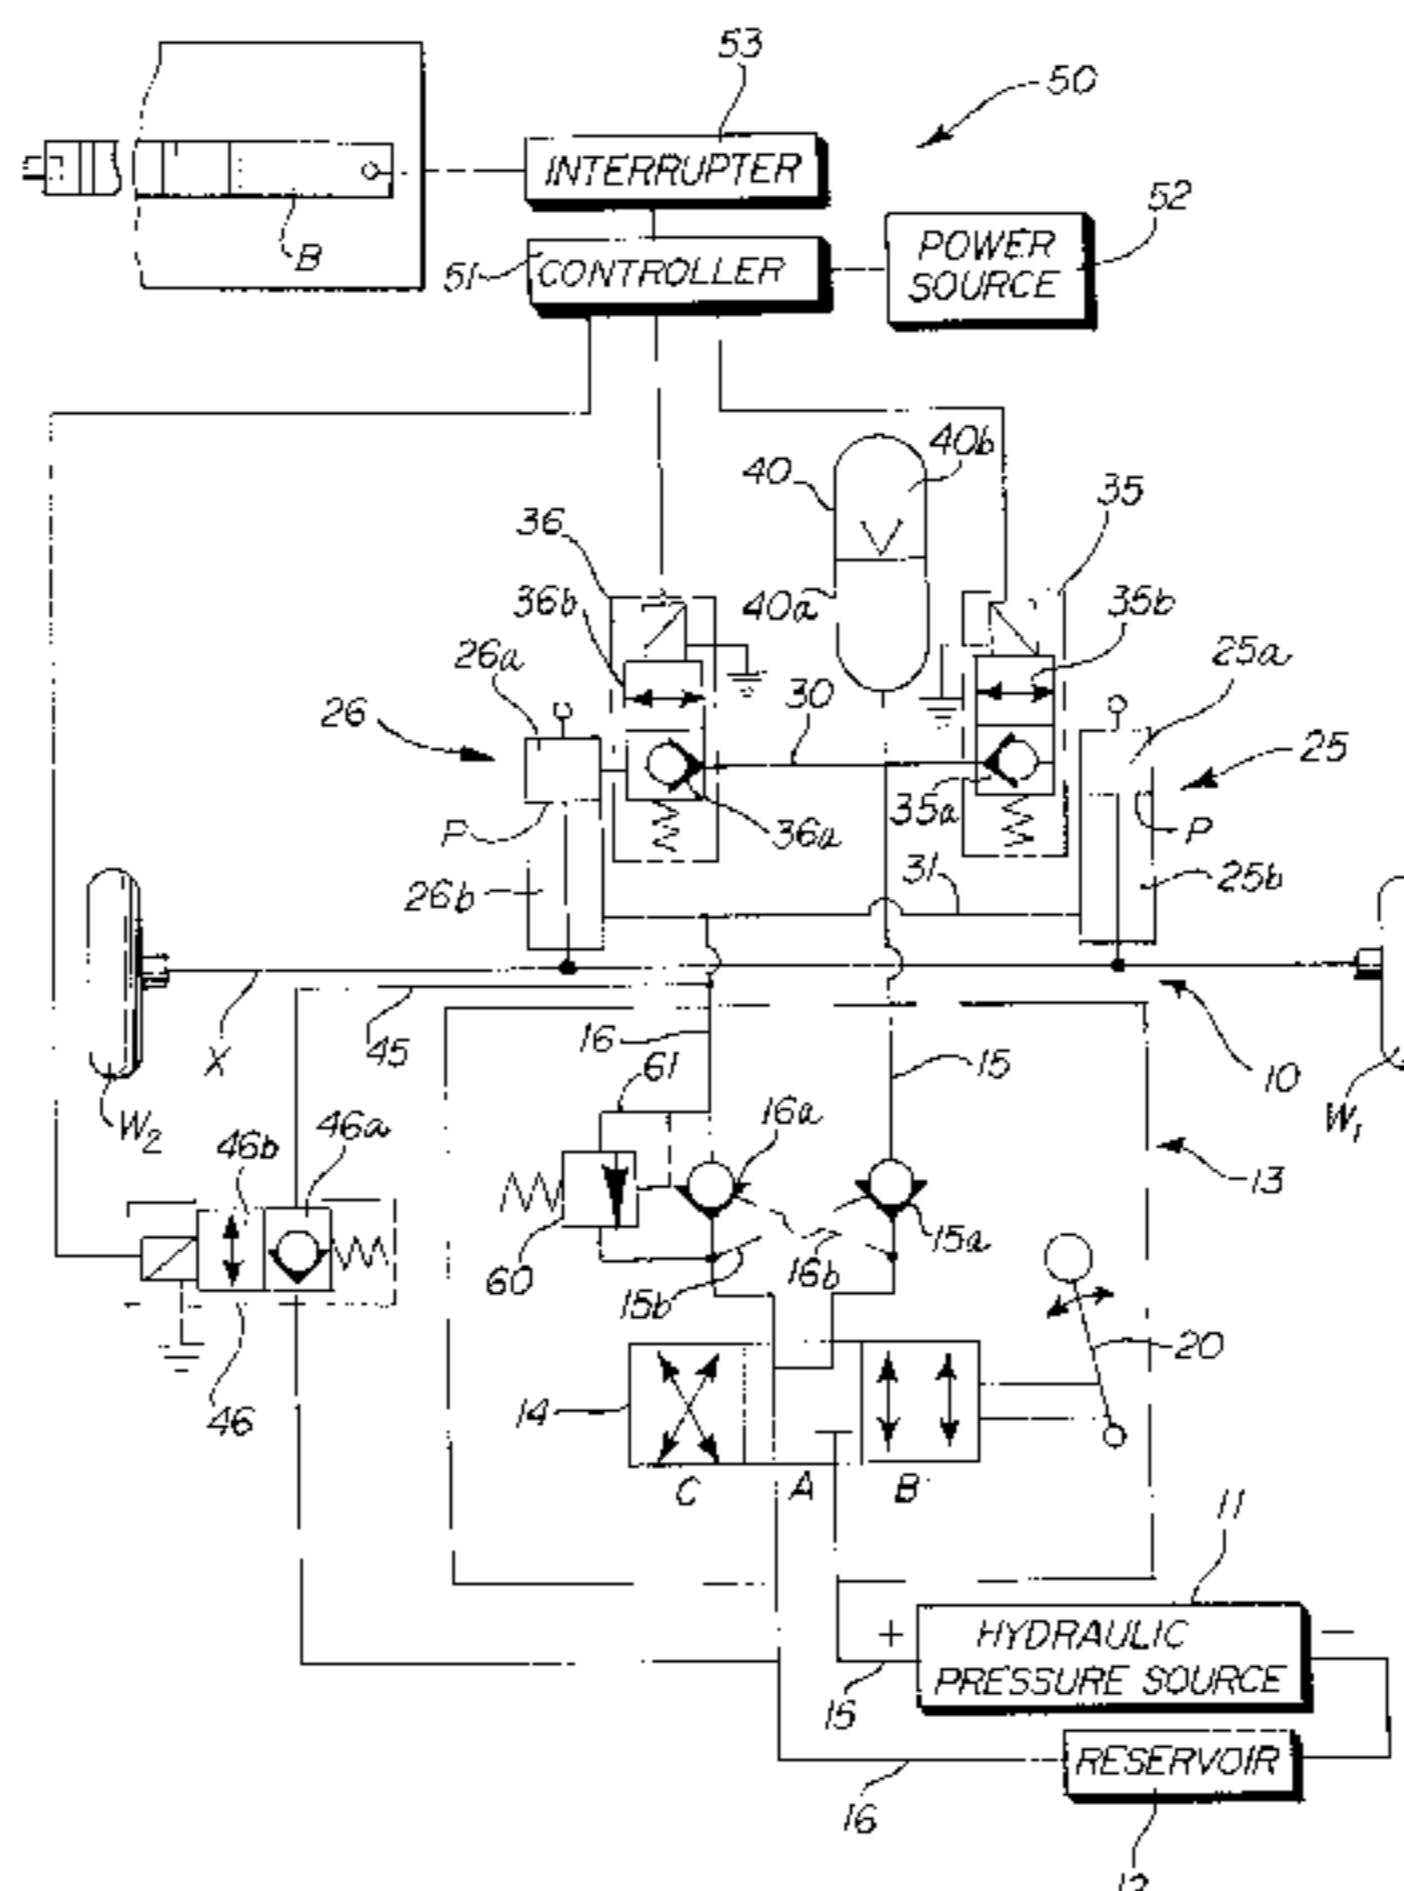 53
50
INTERRUPTER
52
B
51
CONTROLLER
POWER
SOURCE
40b
40
35
36
36b
40a
35b
26a
25a
26
30
25
35a
P
36a
P
31
26b
25b
16
15
X
45
61
10
W2
46b
46a
16a
W1
13
60
15b
16b
15a
20
46
14
C
A
B
11
+
HYDRAULIC
—
PRESSURE SOURCE
15
RESERVOIR
16
12